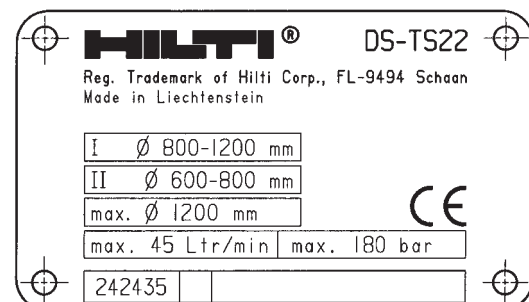 HILTI® DS-TS22
Reg. Trademark of Hilti Corp., FL-9494 Schaan
Made in Liechtenstein
I Ø 800-1200 mm
II Ø 600-800 mm
max. Ø 1200 mm
CE
max. 45 Ltr/min max. 180 bar
242435